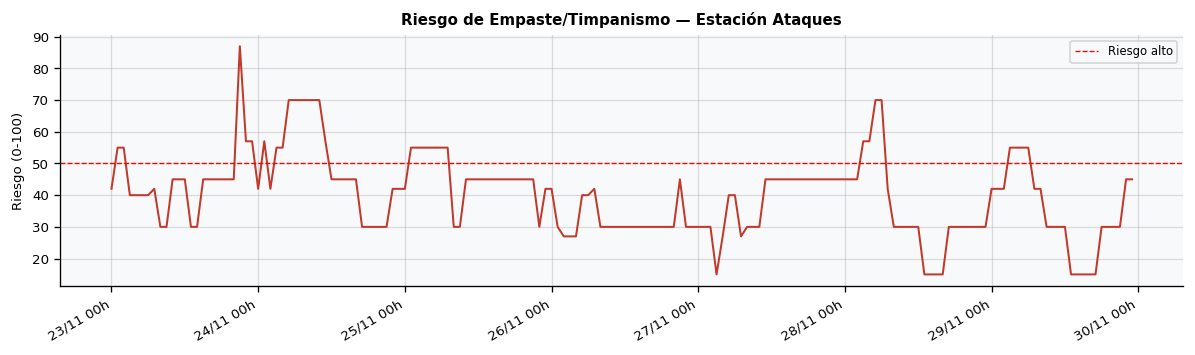 Riesgo de Empaste/Timpanismo — Estación Ataques
Riesgo (0-100)
90
80
70
60
50
40
30
20
Riesgo alto
23/11 00h
24/11 00h
25/11 00h
26/11 00h
27/11 00h
28/11 00h
29/11 00h
30/11 00h